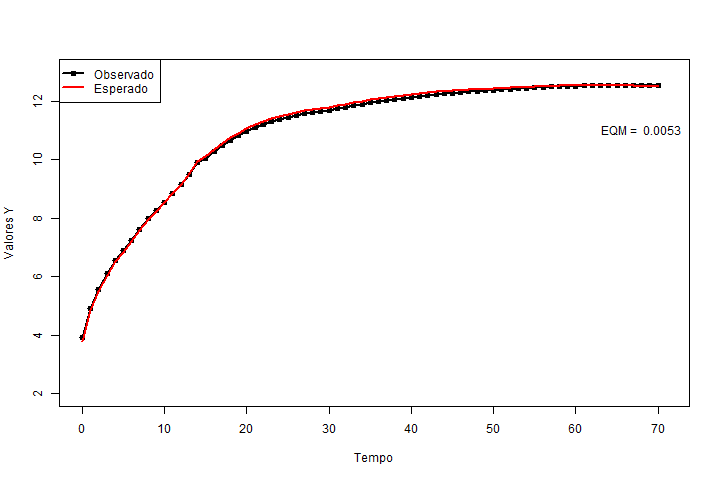 Observado
Esperado
EQM = 0.0053
Valores Y
2
4
6
8
10
12
0 10 20 30 40 50 60 70
Tempo